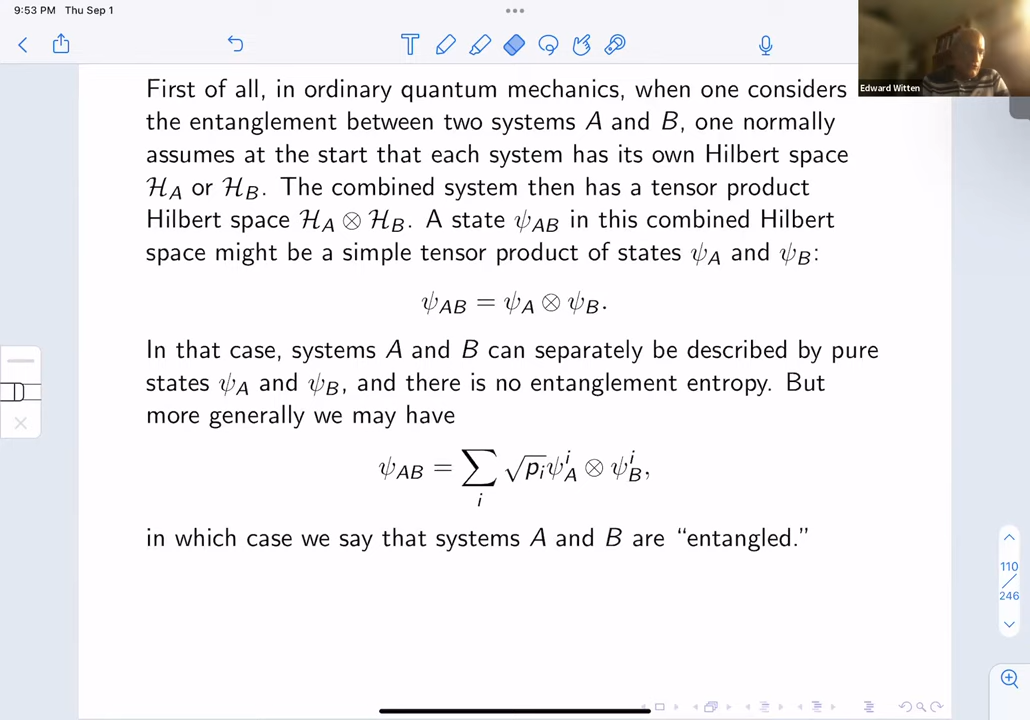 9:53 PM Thu Sep 1
Edward Witten
First of all, in ordinary quantum mechanics, when one considers
the entanglement between two systems A and B, one normally
assumes at the start that each system has its own Hilbert space
ℋ_A or ℋ_B. The combined system then has a tensor product
Hilbert space ℋ_A ⊗ ℋ_B. A state ψ_AB in this combined Hilbert
space might be a simple tensor product of states ψ_A and ψ_B:
ψ_AB = ψ_A ⊗ ψ_B.
In that case, systems A and B can separately be described by pure
states ψ_A and ψ_B, and there is no entanglement entropy. But
more generally we may have
ψ_AB = ∑_i √p_i ψ_A^i ⊗ ψ_B^i,
in which case we say that systems A and B are “entangled.”
110
/
246